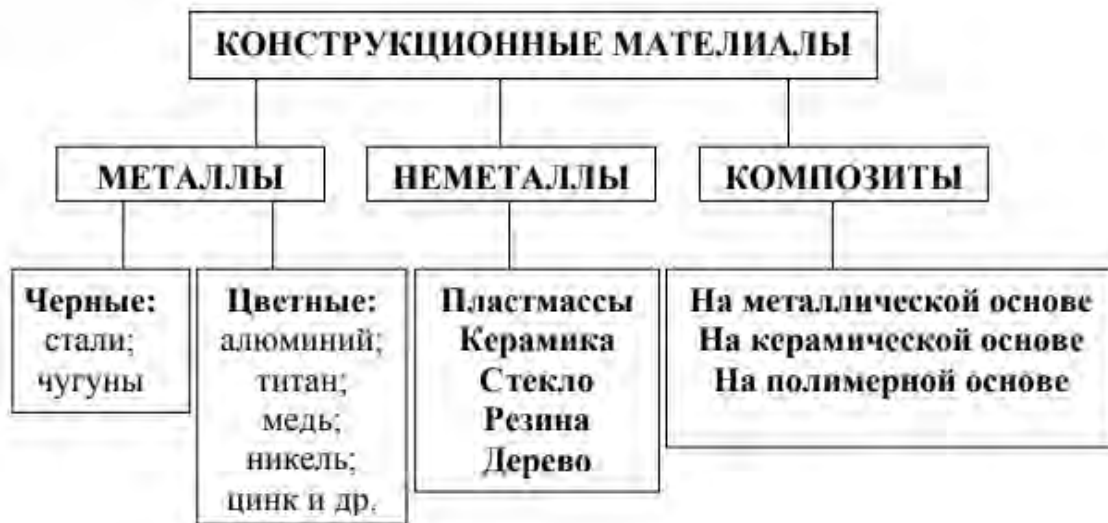 КОНСТРУКЦИОННЫЕ МАТЕЛИАЛЫ
МЕТАЛЛЫ
НЕМЕТАЛЛЫ
КОМПОЗИТЫ
Черные:
стали;
чугуны
Цветные:
алюминий;
титан;
медь;
никель;
цинк и др.
Пластмассы
Керамика
Стекло
Резина
Дерево
На металлической основе
На керамической основе
На полимерной основе